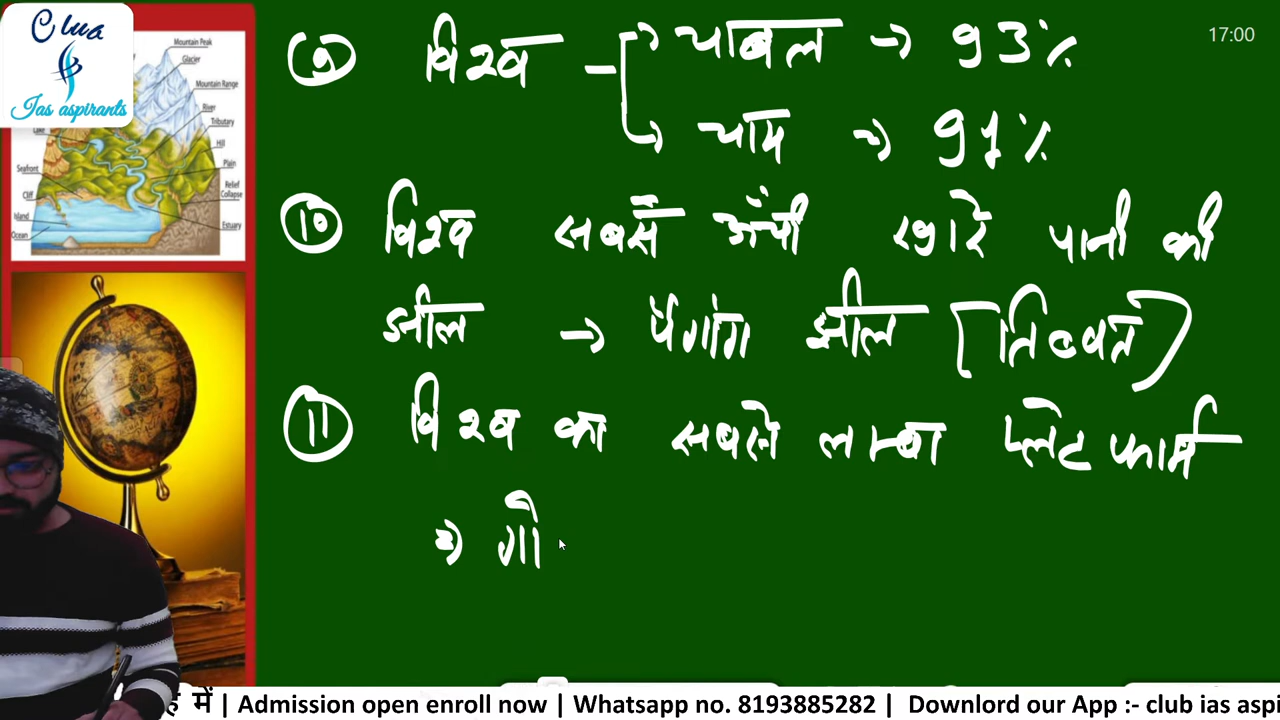 Clua
Ias aspirants
Mountain Peak
Glacier
Mountain Range
River
Tributary
Lake
Hill
Plain
Seafront
Relief
Collapse
Cliff
Island
Estuary
Ocean
17:00
9 विश्व - → चावल → 93%
→ चाय → 91%
10 विश्व सबसे ऊंची खारे पानी की
झील → पैगांग झील [तिब्बत]
11 विश्व का सबसे लम्बा प्लेट फार्म
→ गो
में | Admission open enroll now | Whatsapp no. 8193885282 | Downlord our App :- club ias aspi